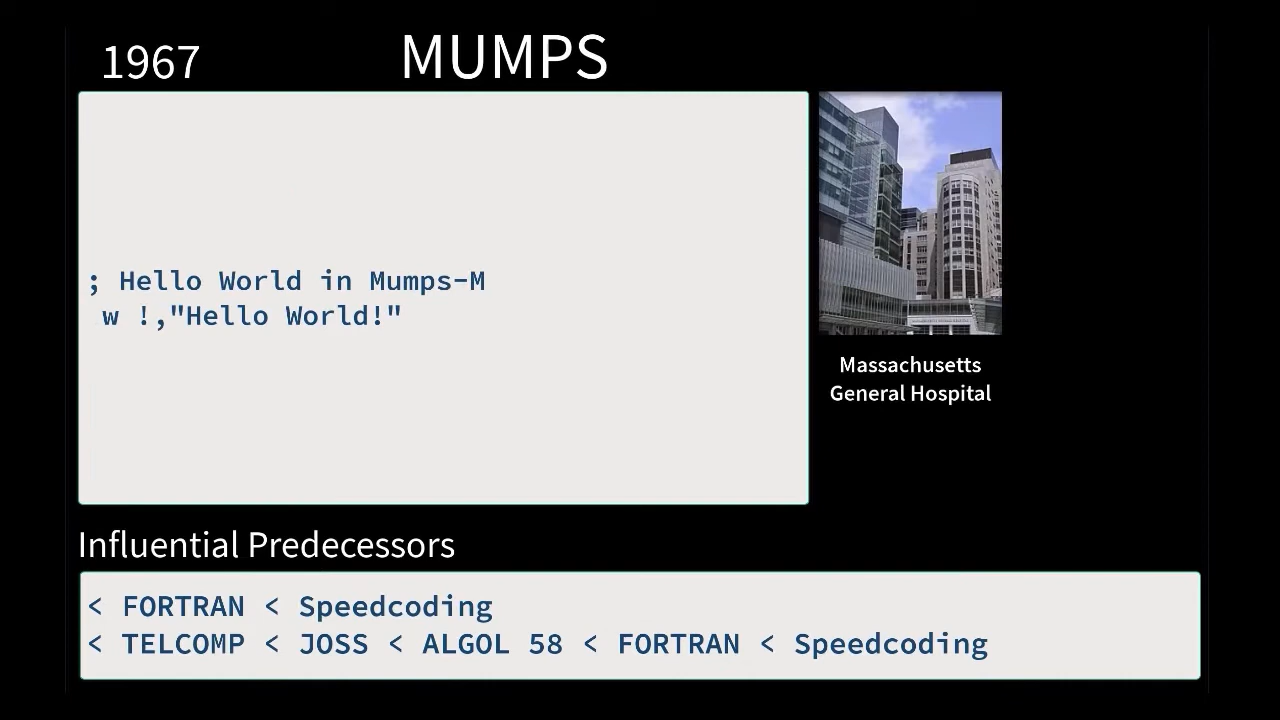 1967
MUMPS
; Hello World in Mumps-M
 w !,"Hello World!"
Massachusetts
General Hospital
Influential Predecessors
< FORTRAN < Speedcoding
< TELCOMP < JOSS < ALGOL 58 < FORTRAN < Speedcoding